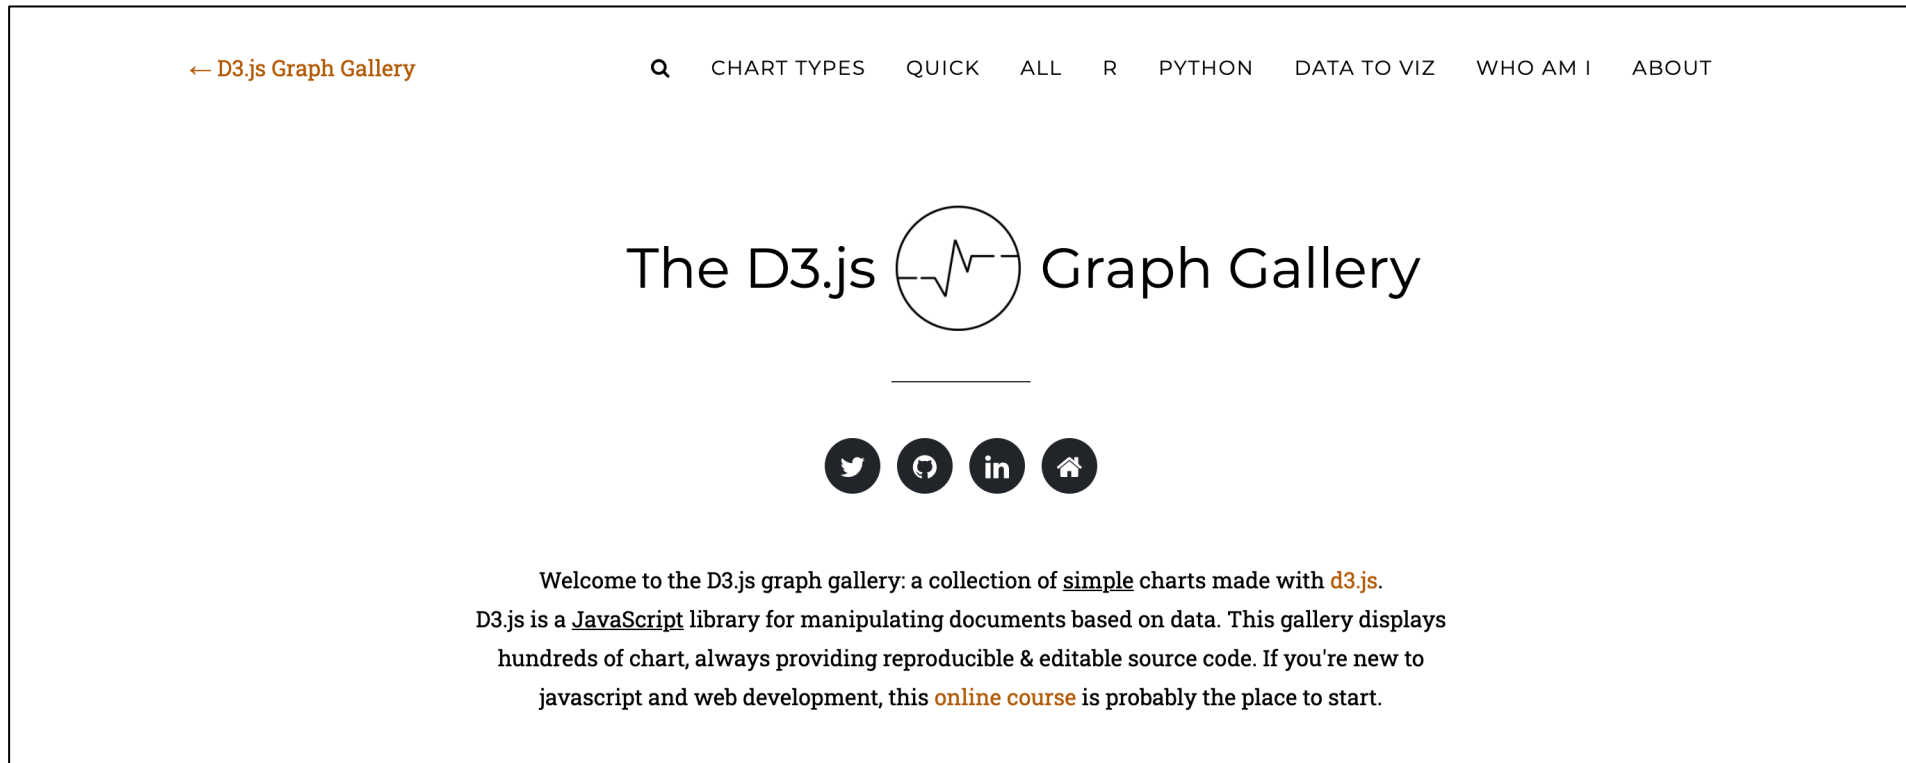 ← D3.js Graph Gallery CHART TYPES QUICK ALL R PYTHON DATA TO VIZ WHO AM I ABOUT
The D3.js Graph Gallery
in
Welcome to the D3.js graph gallery: a collection of simple charts made with d3.js.
D3.js is a JavaScript library for manipulating documents based on data. This gallery displays
hundreds of chart, always providing reproducible & editable source code. If you're new to
javascript and web development, this online course is probably the place to start.